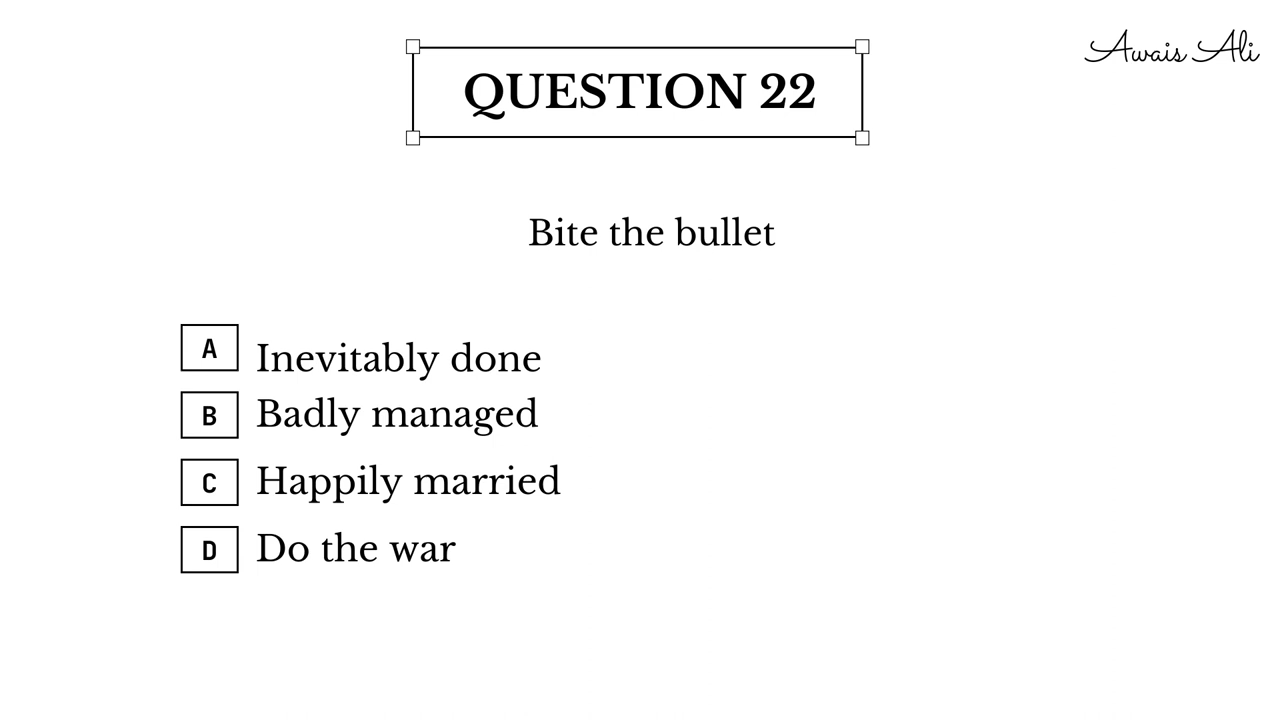 Awais Ali
QUESTION 22
Bite the bullet
A Inevitably done
B Badly managed
C Happily married
D Do the war